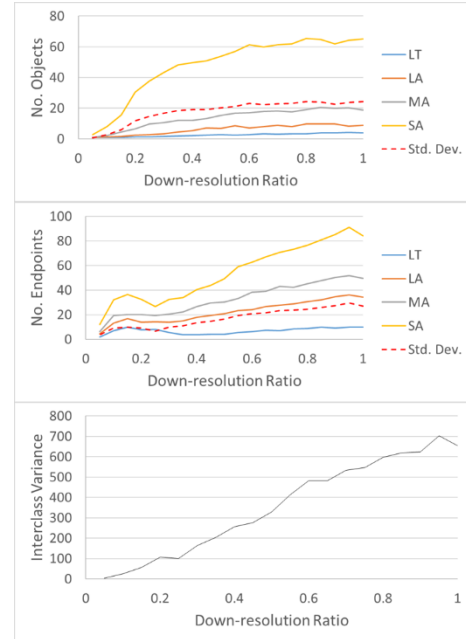 80
60
40
20
0
No. Objects
0 0.2 0.4 0.6 0.8 1
Down-resolution Ratio
LT
LA
MA
SA
Std. Dev.
100
80
60
40
20
0
No. Endpoints
0 0.2 0.4 0.6 0.8 1
Down-resolution Ratio
LT
LA
MA
SA
Std. Dev.
800
700
600
500
400
300
200
100
0
Interclass Variance
0 0.2 0.4 0.6 0.8 1
Down-resolution Ratio